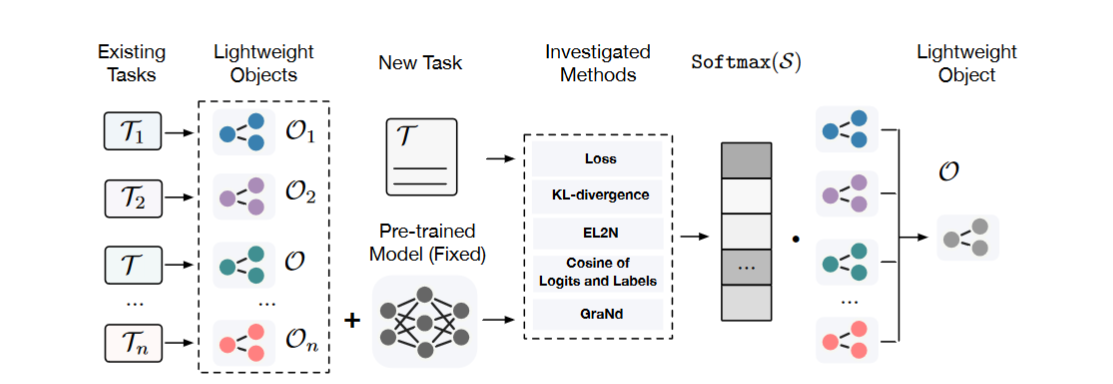 Existing
Tasks
Lightweight
Objects
New Task
Investigated
Methods
Softmax(𝒮)
Lightweight
Object
𝒯₁
𝒪₁
𝒯₂
𝒪₂
𝒯
𝒪
...
...
𝒯ₙ
𝒪ₙ
𝒯
Pre-trained
Model (Fixed)
+
Loss
KL-divergence
EL2N
Cosine of
Logits and Labels
GraNd
...
·
...
𝒪